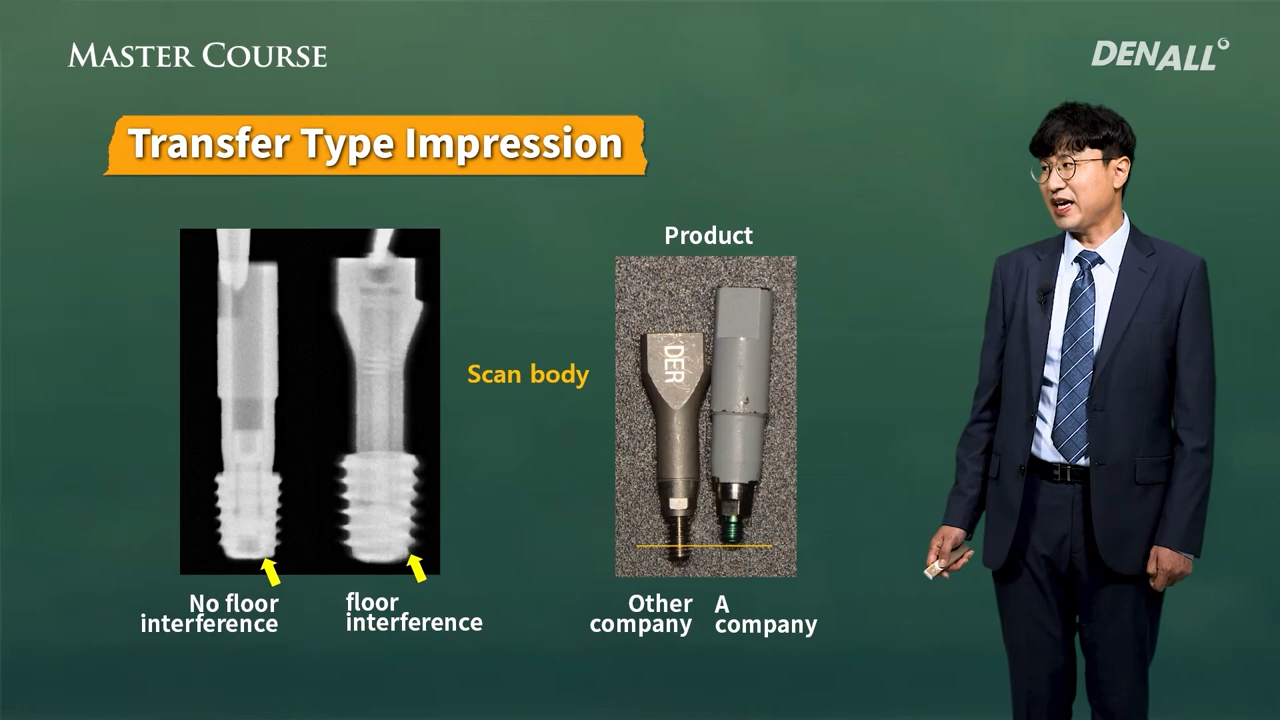 MASTER COURSE
DENALL
Transfer Type Impression
Product
DER
Scan body
No floor
interference
floor
interference
Other
company
A
company